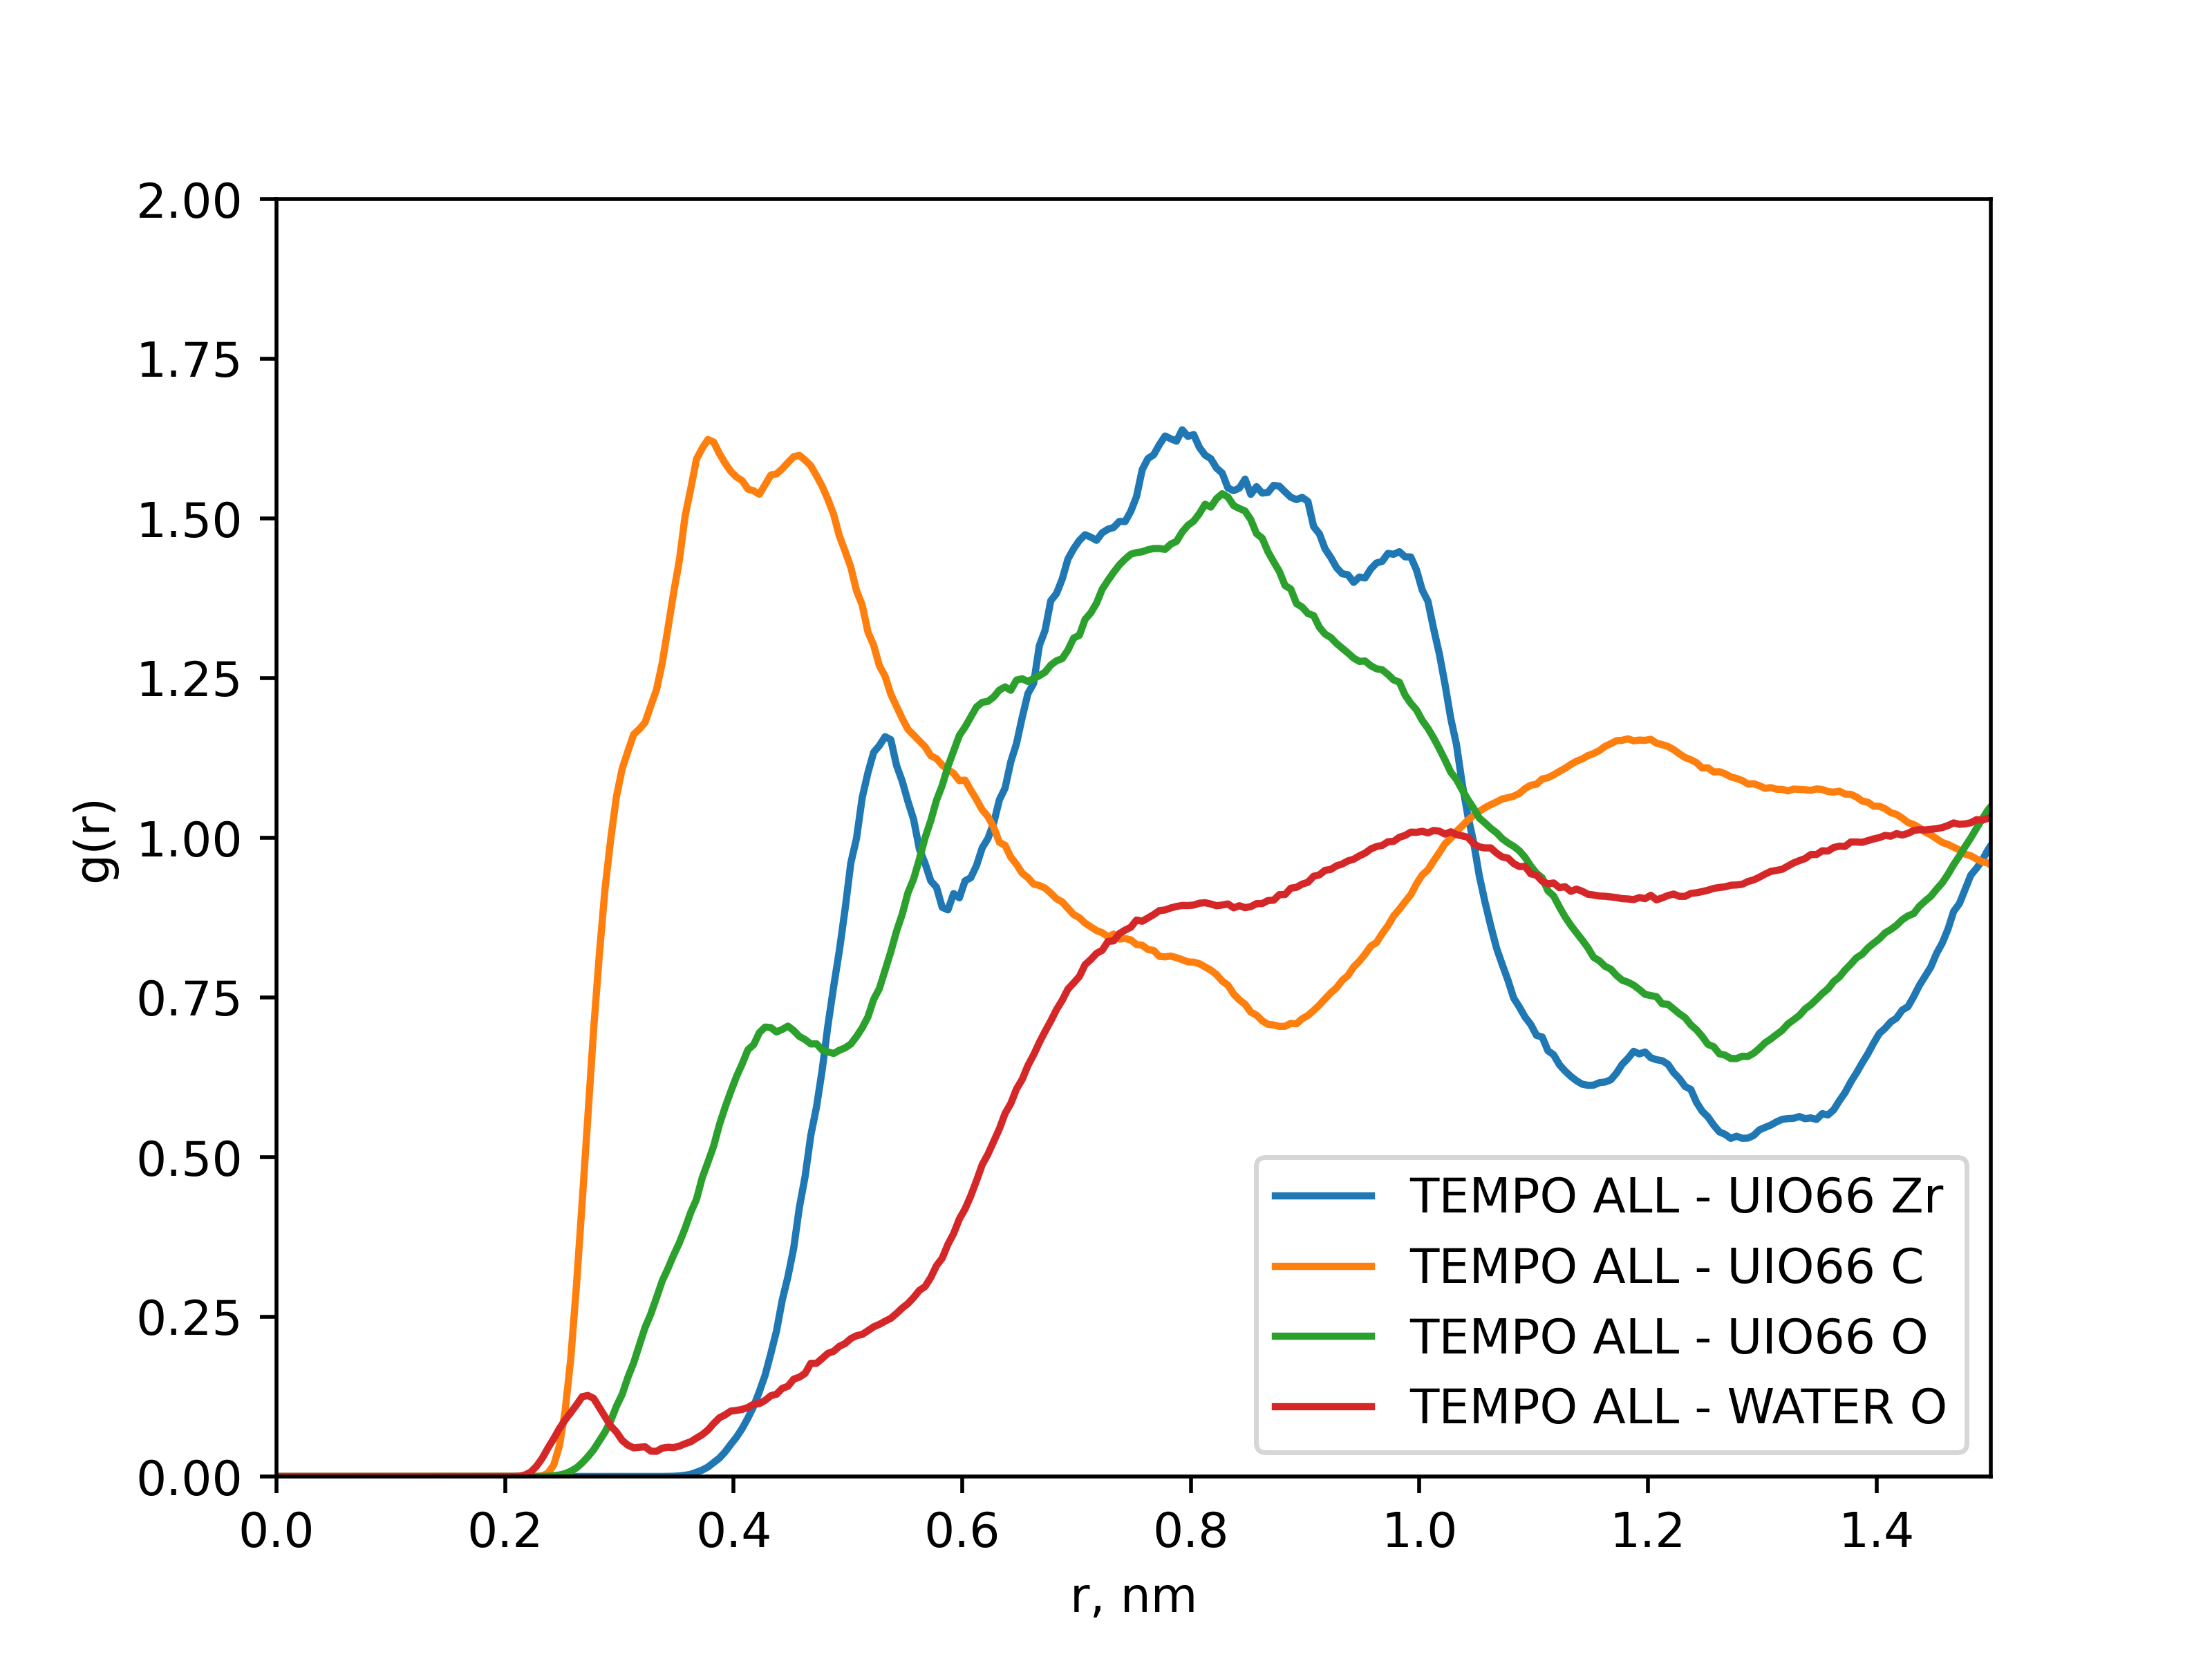 2.00
1.75
1.50
1.25
1.00
0.75
0.50
0.25
0.00
g(r)
0.0 0.2 0.4 0.6 0.8 1.0 1.2 1.4
r, nm
TEMPO ALL - UIO66 Zr
TEMPO ALL - UIO66 C
TEMPO ALL - UIO66 O
TEMPO ALL - WATER O